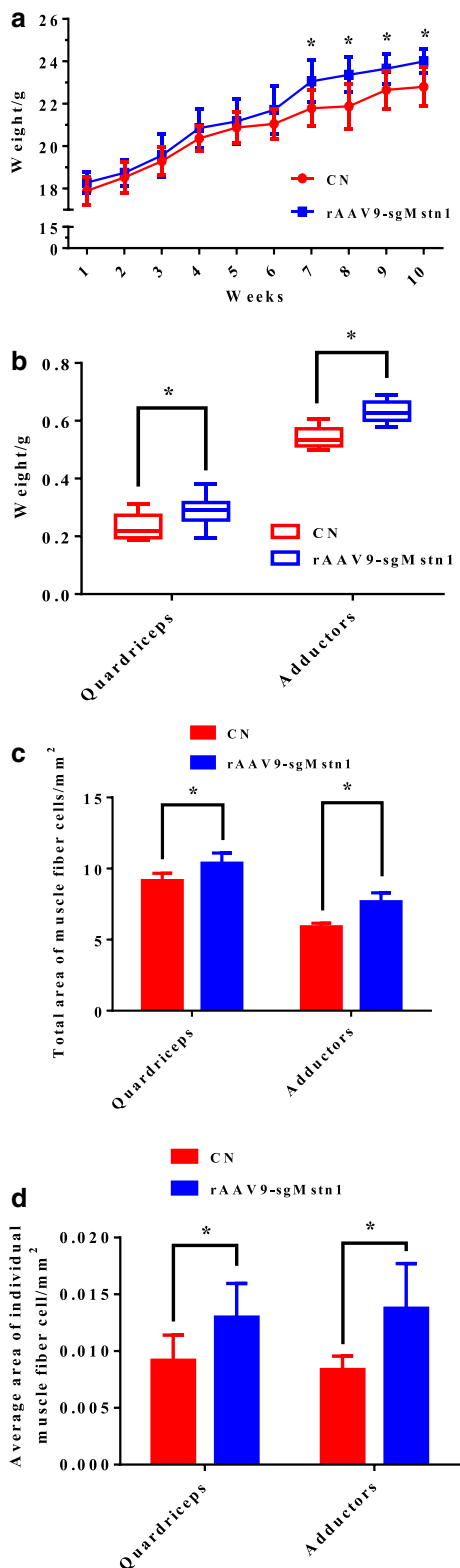 a
* * * *
Weight/g
26
24
22
20
18
15
0
CN
rAAV9-sgMstn1
1 2 3 4 5 6 7 8 9 10
Weeks
b
Weight/g
0.8
0.6
0.4
0.2
0.0
*
*
CN
rAAV9-sgMstn1
Quardriceps
Adductors
c
CN
rAAV9-sgMstn1
Total area of muscle fiber cells/mm²
15
10
5
0
*
*
Quardriceps
Adductors
d
CN
rAAV9-sgMstn1
Average area of individual
muscle fiber cell/mm²
0.020
0.015
0.010
0.005
0.000
*
*
Quardriceps
Adductors